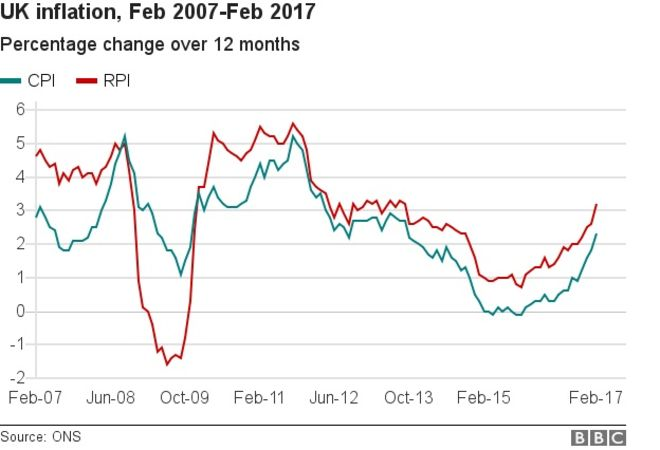 UK inflation, Feb 2007-Feb 2017
Percentage change over 12 months
CPI RPI
6
5
4
3
2
1
0
-1
-2
Feb-07 Jun-08 Oct-09 Feb-11 Jun-12 Oct-13 Feb-15 Feb-17
Source: ONS BBC